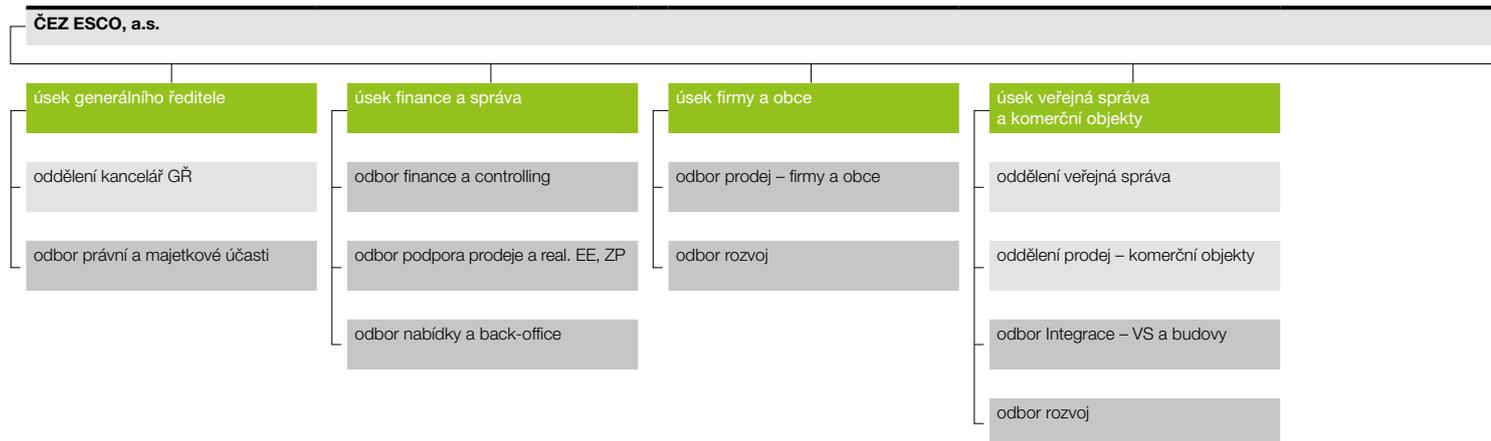 ČEZ ESCO, a.s.
úsek generálního ředitele
oddělení kancelář GŘ
odbor právní a majetkové účasti
úsek finance a správa
odbor finance a controlling
odbor podpora prodeje a real. EE, ZP
odbor nabídky a back-office
úsek firmy a obce
odbor prodej – firmy a obce
odbor rozvoj
úsek veřejná správa
a komerční objekty
oddělení veřejná správa
oddělení prodej – komerční objekty
odbor Integrace – VS a budovy
odbor rozvoj